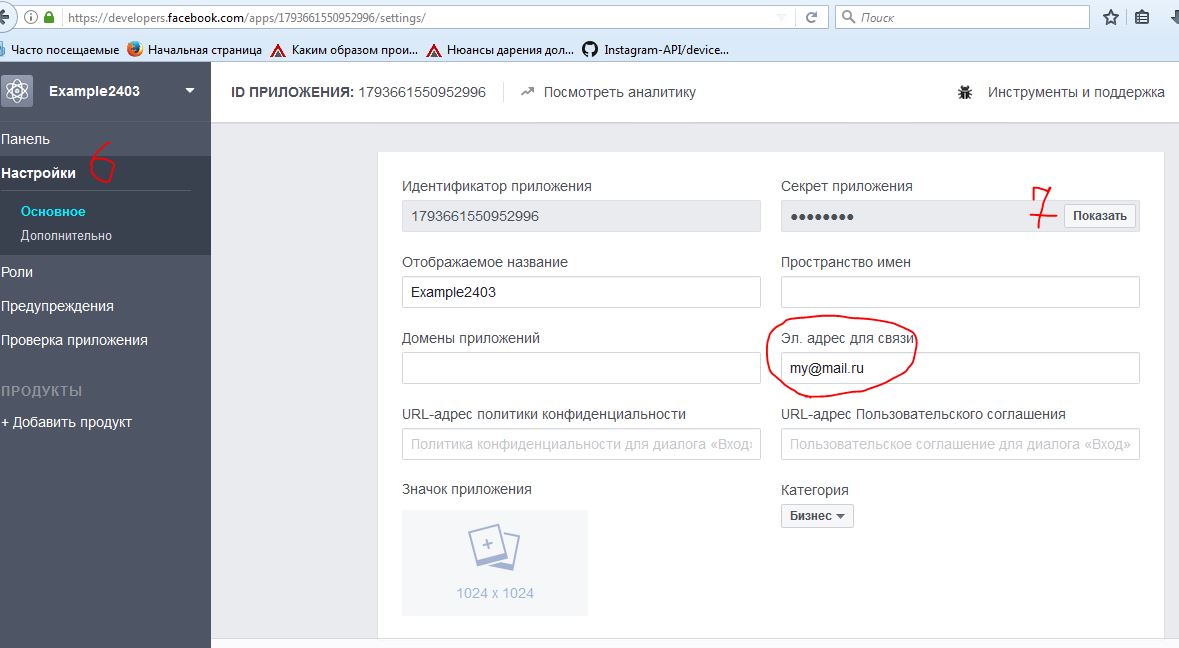 https://developers.facebook.com/apps/1793661550952996/settings/
Поиск
Часто посещаемые Начальная страница Каким образом прои... Нюансы дарения дол... Instagram-API/device...
Example2403
ID ПРИЛОЖЕНИЯ: 1793661550952996 Посмотреть аналитику Инструменты и поддержка
Панель
Настройки 6
Основное
Дополнительно
Роли
Предупреждения
Проверка приложения
ПРОДУКТЫ
+ Добавить продукт
Идентификатор приложения Секрет приложения
1793661550952996 ●●●●●●●● 7 Показать
Отображаемое название Пространство имен
Example2403
Домены приложений Эл. адрес для связи
my@mail.ru
URL-адрес политики конфиденциальности URL-адрес Пользовательского соглашения
Политика конфиденциальности для диалога «Вход» Пользовательское соглашение для диалога «Вход»
Значок приложения Категория
Бизнес
1024 x 1024